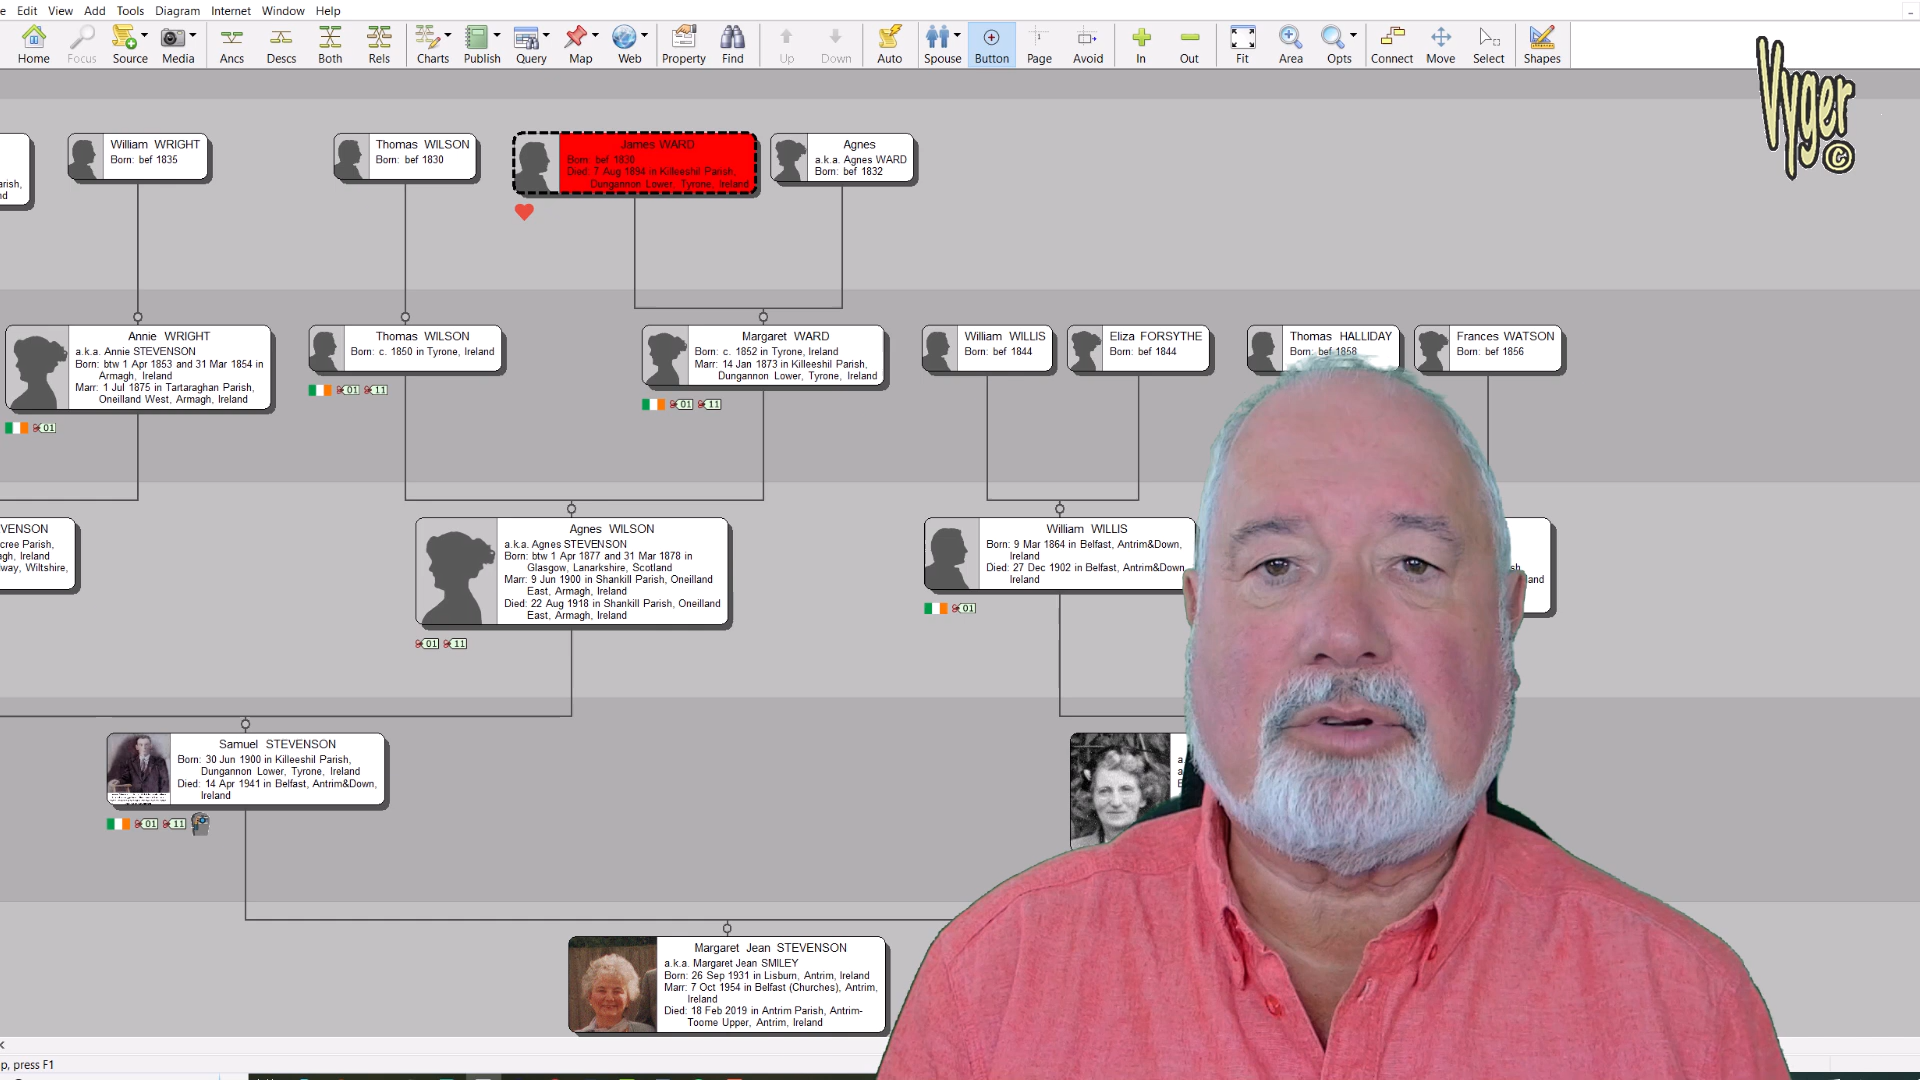 Edit View Add Tools Diagram Internet Window Help
Home Focus Source Media Ancs Descs Both Rels Charts Publish Query Map Web Property Find Up Down Auto Spouse Button Page Avoid In Out Fit Area Opts Connect Move Select Shapes
Vyger ©
William WRIGHT
Born: bef 1835
Thomas WILSON
Born: bef 1830
James WARD
Born: bef 1830
Died: 7 Aug 1894 in Killeeshil Parish,
Dungannon Lower, Tyrone, Ireland
Agnes
a.k.a. Agnes WARD
Born: bef 1832
Annie WRIGHT
a.k.a. Annie STEVENSON
Born: btw 1 Apr 1853 and 31 Mar 1854 in
Armagh, Ireland
Marr: 1 Jul 1875 in Tartaraghan Parish,
Oneilland West, Armagh, Ireland
01
Thomas WILSON
Born: c. 1850 in Tyrone, Ireland
01 11
Margaret WARD
Born: c. 1852 in Tyrone, Ireland
Marr: 14 Jan 1873 in Killeeshil Parish,
Dungannon Lower, Tyrone, Ireland
01 11
William WILLIS
Born: bef 1844
Eliza FORSYTHE
Born: bef 1844
Thomas HALLIDAY
Born: bef 1858
Frances WATSON
Born: bef 1856
VENSON
cree Parish,
agh, Ireland
way, Wiltshire,
Agnes WILSON
a.k.a. Agnes STEVENSON
Born: btw 1 Apr 1877 and 31 Mar 1878 in
Glasgow, Lanarkshire, Scotland
Marr: 9 Jun 1900 in Shankill Parish, Oneilland
East, Armagh, Ireland
Died: 22 Aug 1918 in Shankill Parish, Oneilland
East, Armagh, Ireland
01 11
William WILLIS
Born: 9 Mar 1864 in Belfast, Antrim&Down,
Ireland
Died: 27 Dec 1902 in Belfast, Antrim&Down,
Ireland
01
Samuel STEVENSON
Born: 30 Jun 1900 in Killeeshil Parish,
Dungannon Lower, Tyrone, Ireland
Died: 14 Apr 1941 in Belfast, Antrim&Down,
Ireland
01 11
Margaret Jean STEVENSON
a.k.a. Margaret Jean SMILEY
Born: 26 Sep 1931 in Lisburn, Antrim, Ireland
Marr: 7 Oct 1954 in Belfast (Churches), Antrim,
Ireland
Died: 18 Feb 2019 in Antrim Parish, Antrim-
Toome Upper, Antrim, Ireland
p, press F1